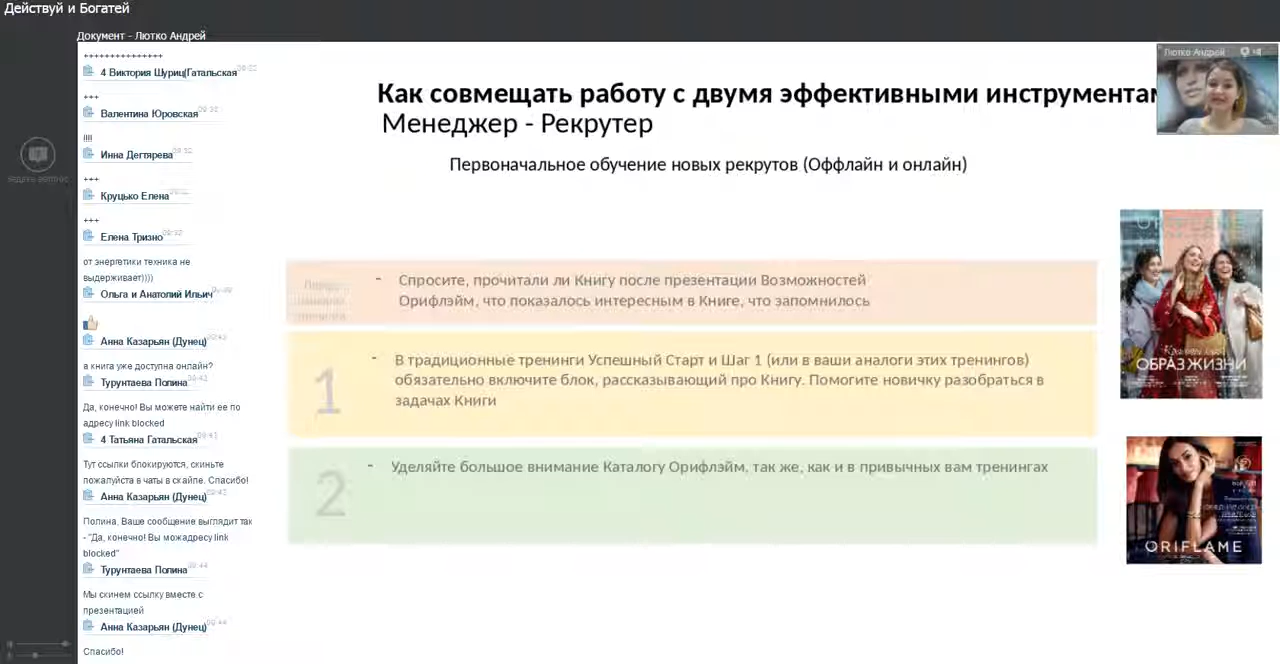 Действуй и Богатей
Документ - Лютко Андрей
+++++++++++++++
4 Виктория Шуриц(Гатальская
+++
Валентина Юровская
!!!!
Инна Дегтярева
+++
Круцько Елена
+++
Елена Тризно
от энергетики техника не
выдерживает))))
Ольга и Анатолий Ильич
Анна Казарьян (Дунец)
а книга уже доступна онлайн?
Турунтаева Полина
Да, конечно! Вы можете найти ее по
адресу link blocked
4 Татьяна Гатальская
Тут ссылки блокируются, скиньте
пожалуйста в чаты в скайпе. Спасибо!
Анна Казарьян (Дунец)
Полина, Ваше сообщение выглядит так
- "Да, конечно! Вы можадресу link
blocked"
Турунтаева Полина
Мы скинем ссылку вместе с
презентацией
Анна Казарьян (Дунец)
Спасибо!
задать вопрос
Как совмещать работу с двумя эффективными инструментам
Менеджер - Рекрутер
Первоначальное обучение новых рекрутов (Оффлайн и онлайн)
- Спросите, прочитали ли Книгу после презентации Возможностей
Орифлэйм, что показалось интересным в Книге, что запомнилось
1
- В традиционные тренинги Успешный Старт и Шаг 1 (или в ваши аналоги этих тренингов)
обязательно включите блок, рассказывающий про Книгу. Помогите новичку разобраться в
задачах Книги
2
- Уделяйте большое внимание Каталогу Орифлэйм, так же, как и в привычных вам тренингах
Лютко Андрей
ORIFLAME
ОБРАЗ ЖИЗНИ
ORIFLAME